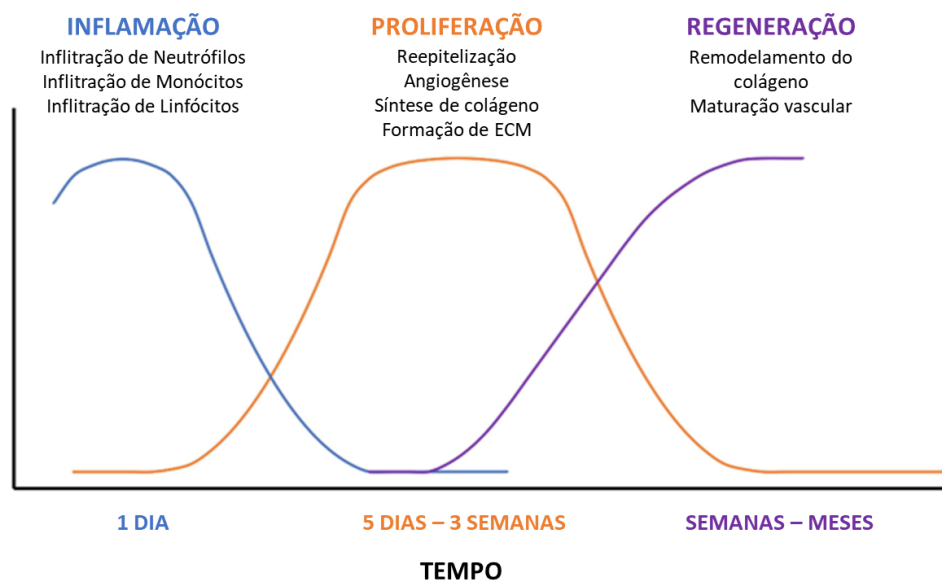 INFLAMAÇÃO
Inflitração de Neutrófilos
Inflitração de Monócitos
Inflitração de Linfócitos
PROLIFERAÇÃO
Reepitelização
Angiogênese
Síntese de colágeno
Formação de ECM
REGENERAÇÃO
Remodelamento do
colágeno
Maturação vascular
1 DIA
5 DIAS – 3 SEMANAS
SEMANAS – MESES
TEMPO